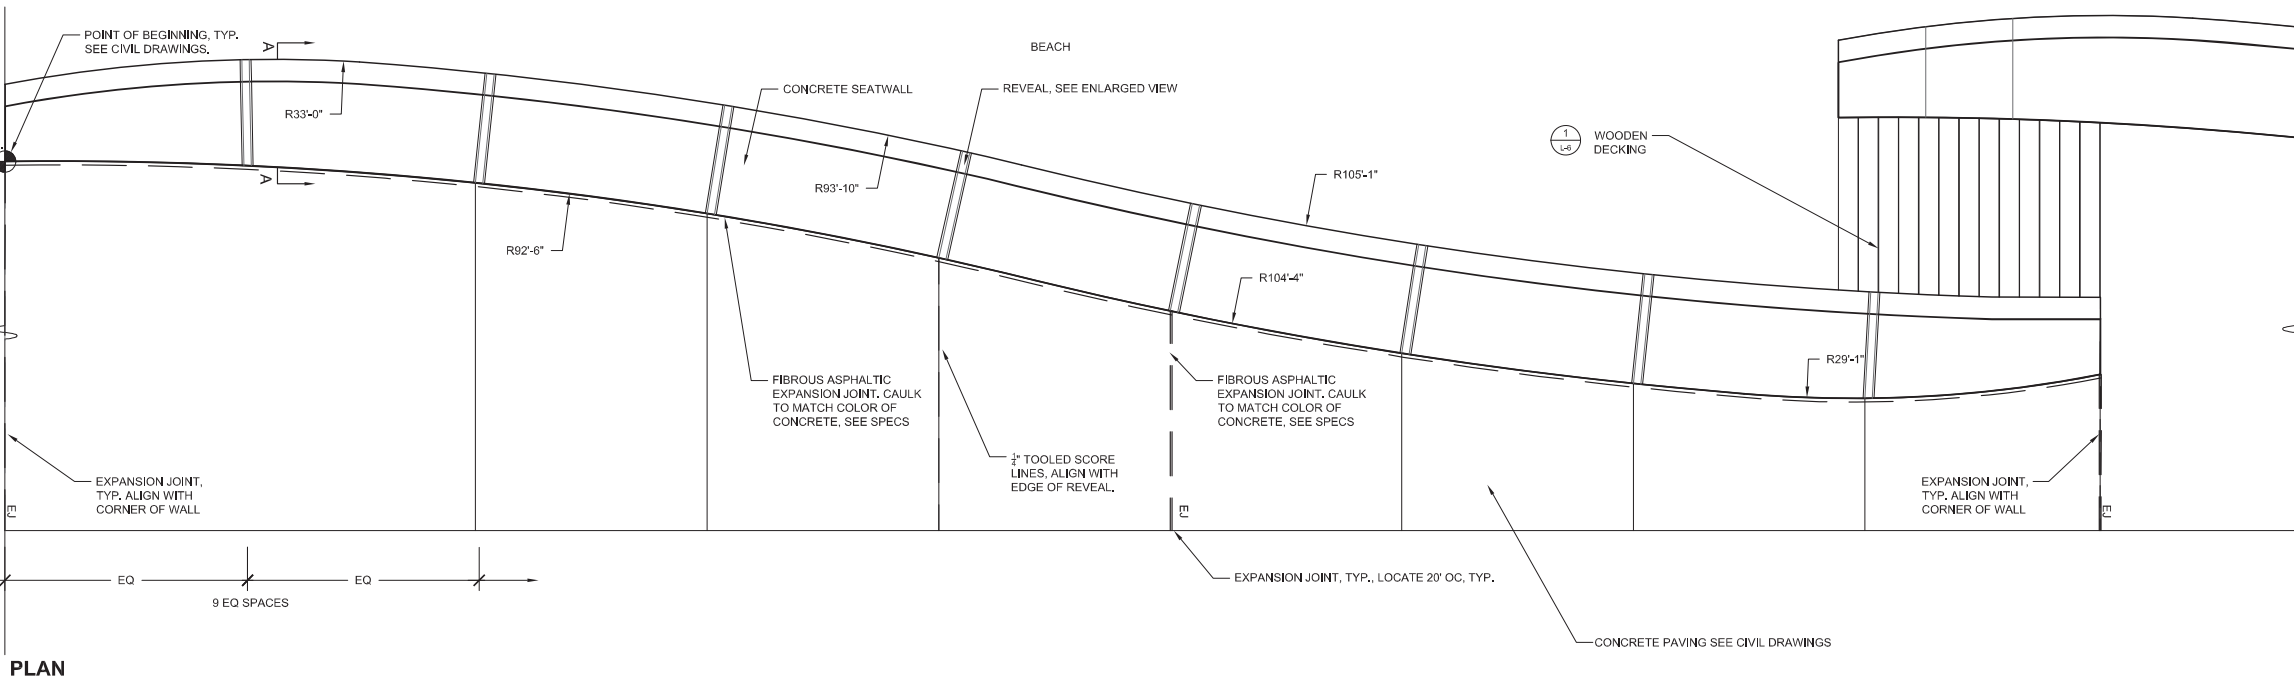 POINT OF BEGINNING, TYP.
SEE CIVIL DRAWINGS.
A
BEACH
CONCRETE SEATWALL
REVEAL, SEE ENLARGED VIEW
R33'-0"
1
L-6
WOODEN
DECKING
A
R93'-10"
R105'-1"
R92'-6"
R104'-4"
R29'-1"
FIBROUS ASPHALTIC
EXPANSION JOINT. CAULK
TO MATCH COLOR OF
CONCRETE, SEE SPECS
FIBROUS ASPHALTIC
EXPANSION JOINT. CAULK
TO MATCH COLOR OF
CONCRETE, SEE SPECS
1/4" TOOLED SCORE
LINES, ALIGN WITH
EDGE OF REVEAL.
EXPANSION JOINT,
TYP. ALIGN WITH
CORNER OF WALL
EXPANSION JOINT,
TYP. ALIGN WITH
CORNER OF WALL
EJ
EJ
EJ
EQ
EQ
9 EQ SPACES
EXPANSION JOINT, TYP., LOCATE 20' OC, TYP.
CONCRETE PAVING SEE CIVIL DRAWINGS
PLAN